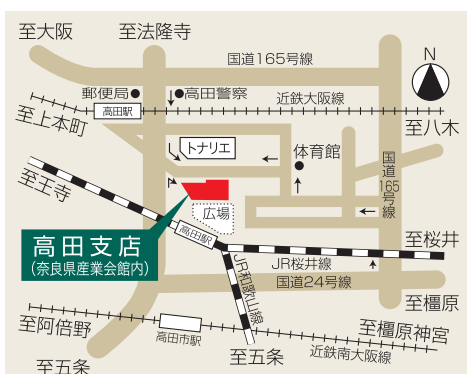 至大阪
至法隆寺
国道165号線
N
郵便局
高田警察
高田駅
近鉄大阪線
至上本町
至八木
トナリエ
体育館
国道165号線
至王寺
広場
高田支店
(奈良県産業会館内)
高田駅
至桜井
JR桜井線
JR和歌山線
国道24号線
至橿原
至阿倍野
高田市駅
至橿原神宮
近鉄南大阪線
至五条
至五条